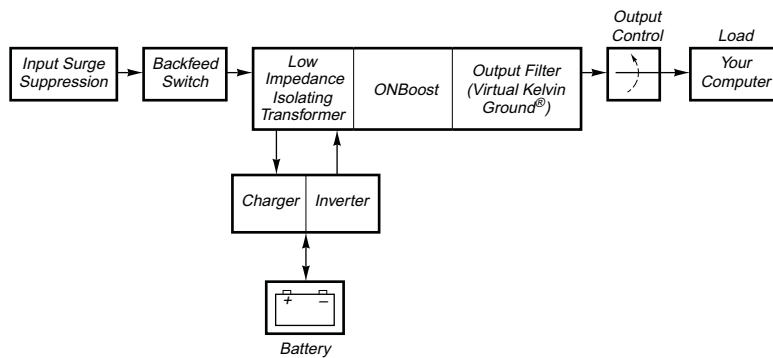 Input Surge
Suppression
Backfeed
Switch
Low
Impedance
Isolating
Transformer
ONBoost
Output Filter
(Virtual Kelvin
Ground®)
Output
Control
Load
Your
Computer
Charger
Inverter
+ –
Battery